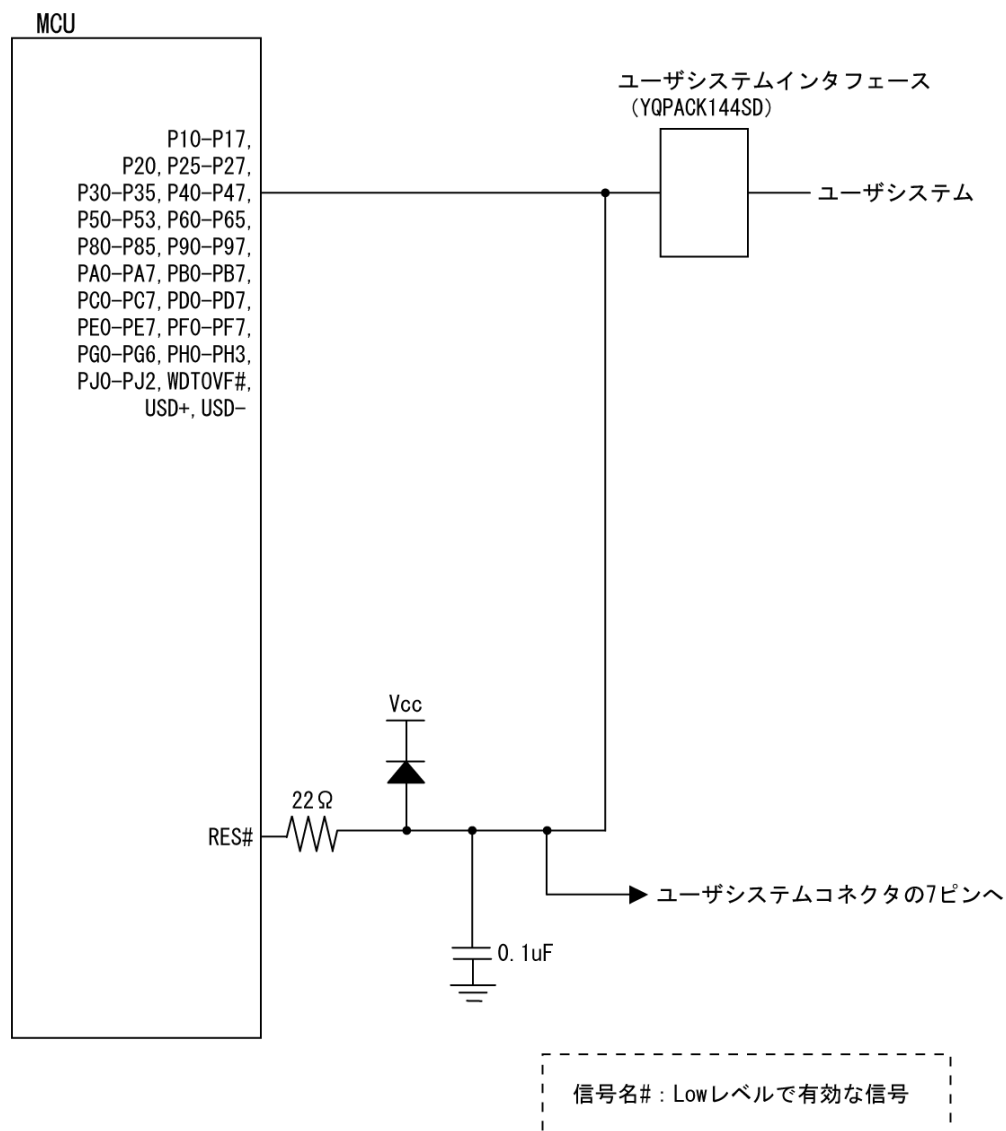 MCU
ユーザシステムインタフェース
(YQPACK144SD)
P10-P17,
P20, P25-P27,
P30-P35, P40-P47,
P50-P53, P60-P65,
P80-P85, P90-P97,
PA0-PA7, PB0-PB7,
PC0-PC7, PD0-PD7,
PE0-PE7, PF0-PF7,
PG0-PG6, PH0-PH3,
PJ0-PJ2, WDTOVF#,
USD+, USD-
ユーザシステム
Vcc
22Ω
RES#
ユーザシステムコネクタの7ピンへ
0.1uF
信号名# : Lowレベルで有効な信号